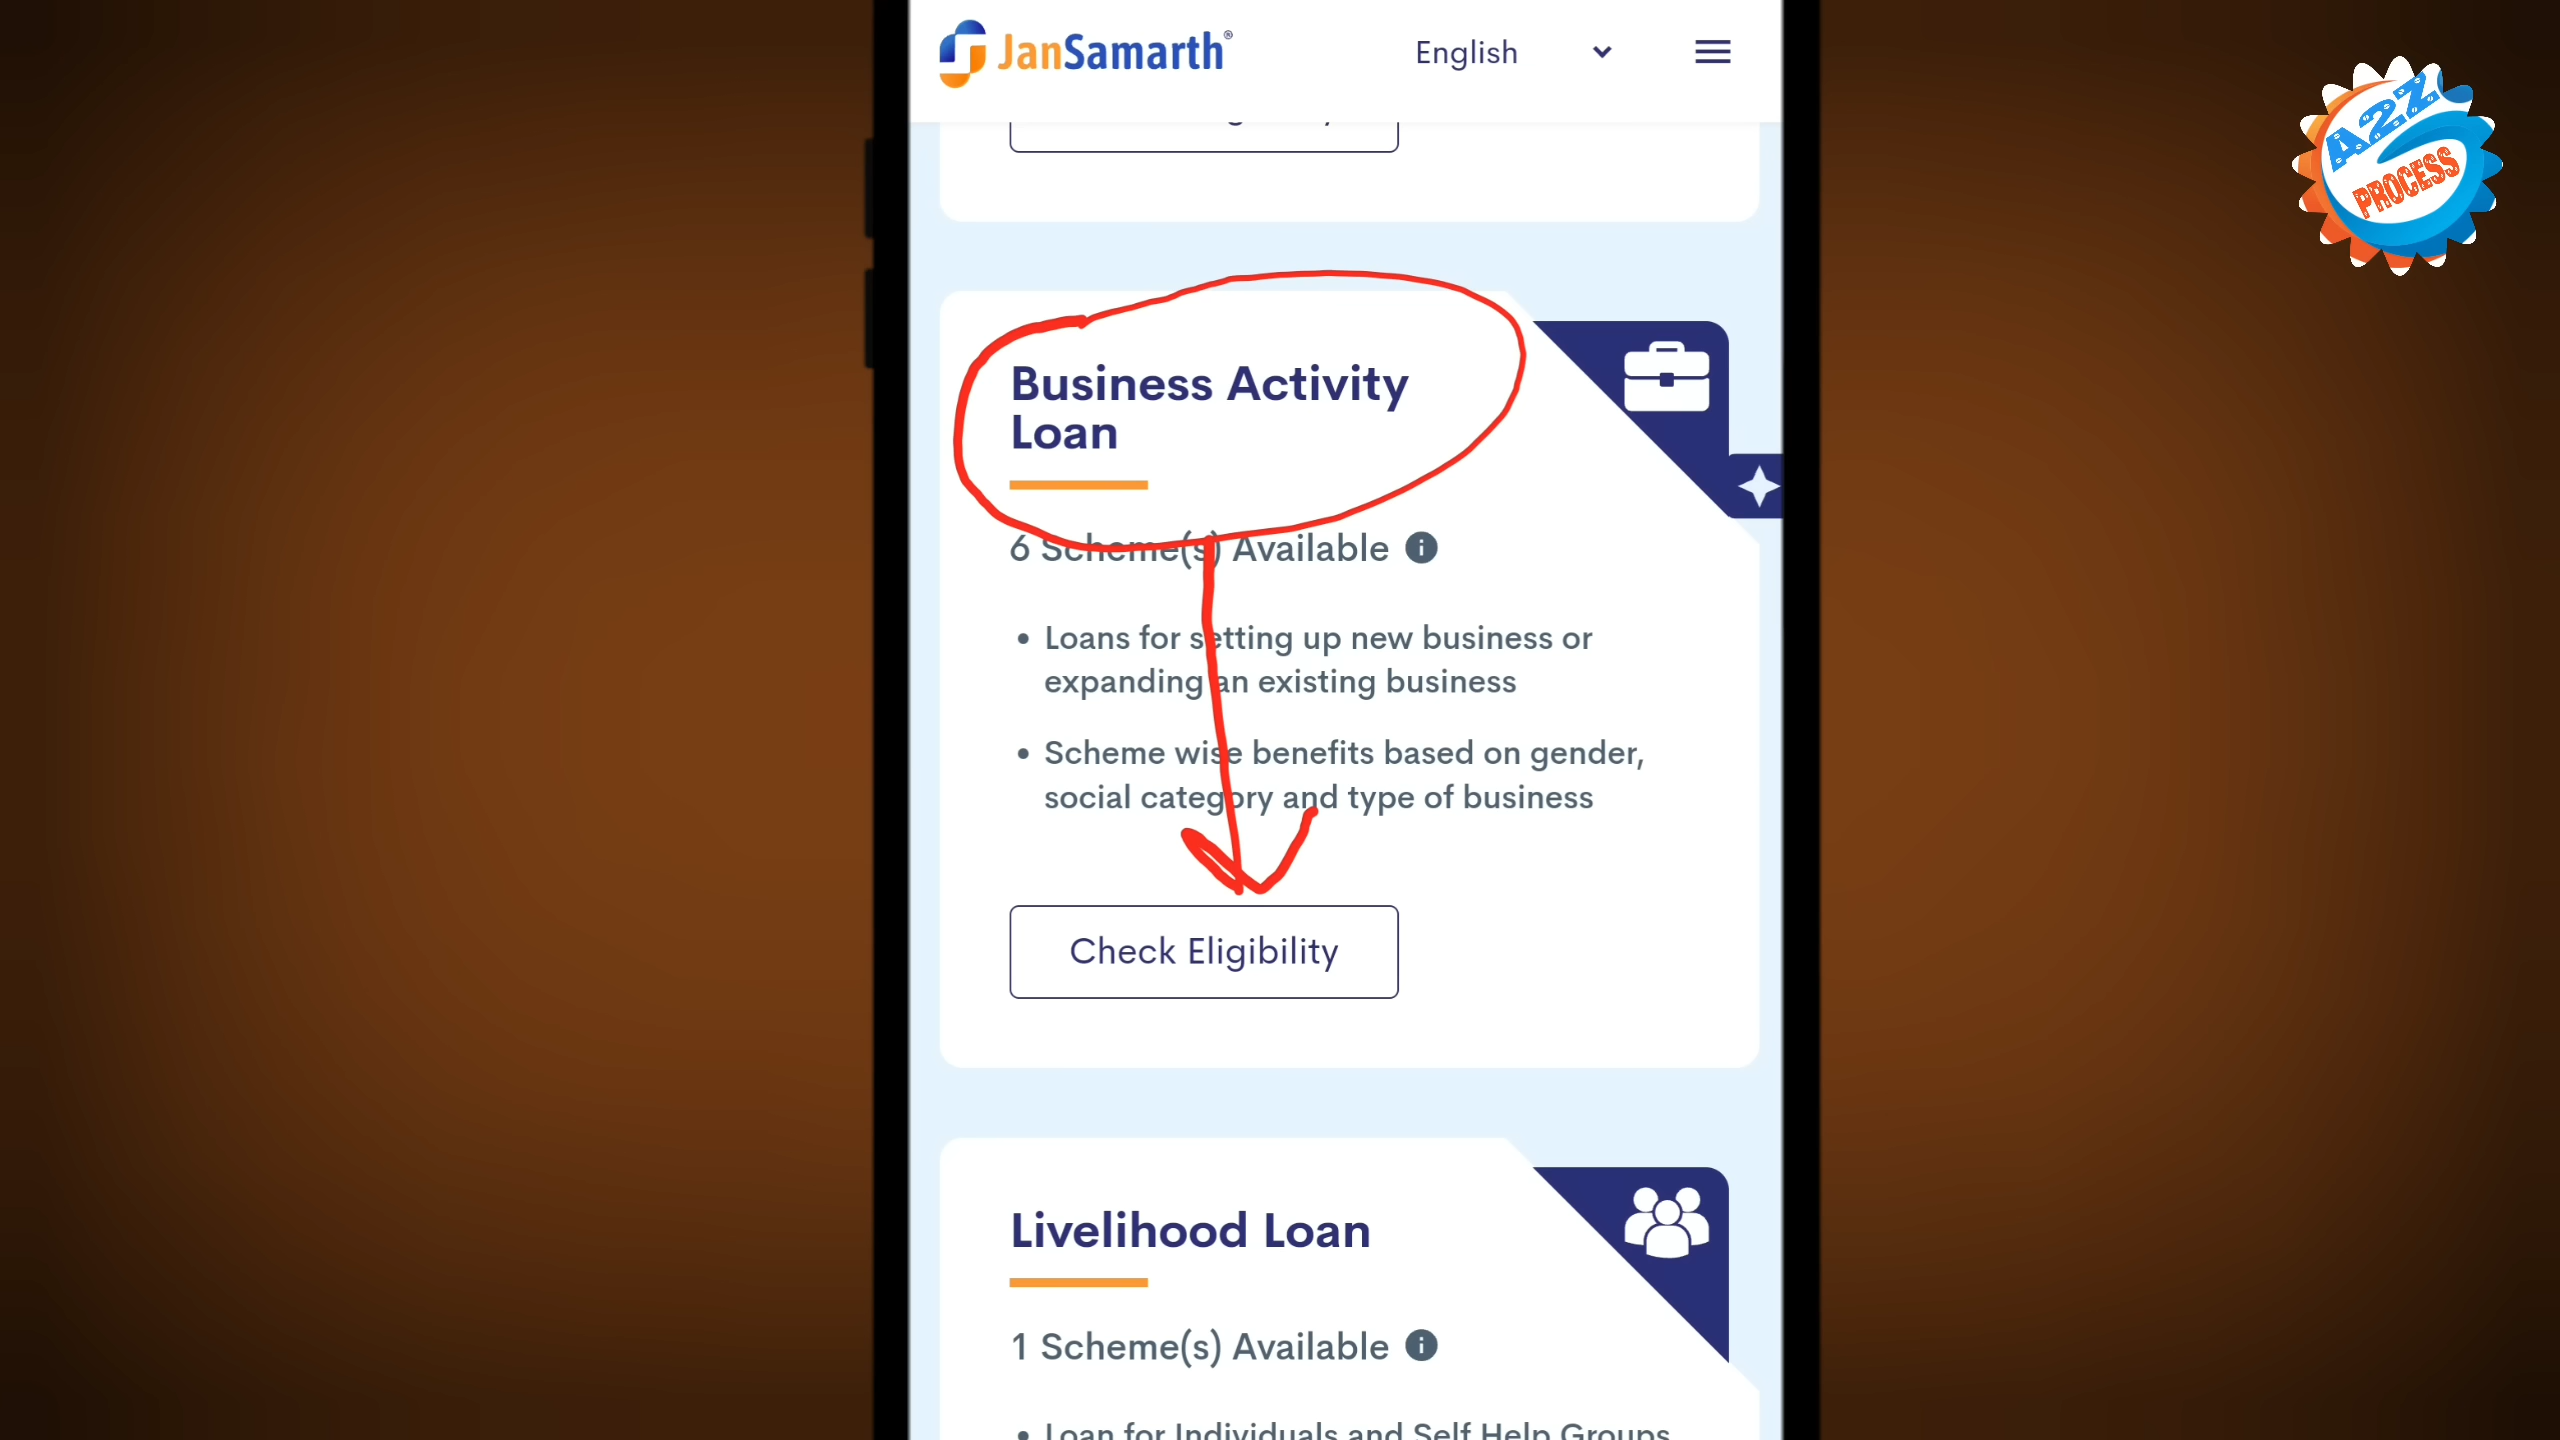 JanSamarth®
English
A2Z
PROCESS
Business Activity
Loan
6 Scheme(s) Available
Loans for setting up new business or
expanding an existing business
Scheme wise benefits based on gender,
social category and type of business
Check Eligibility
Livelihood Loan
1 Scheme(s) Available
Loan for Individuals and Self Help Groups